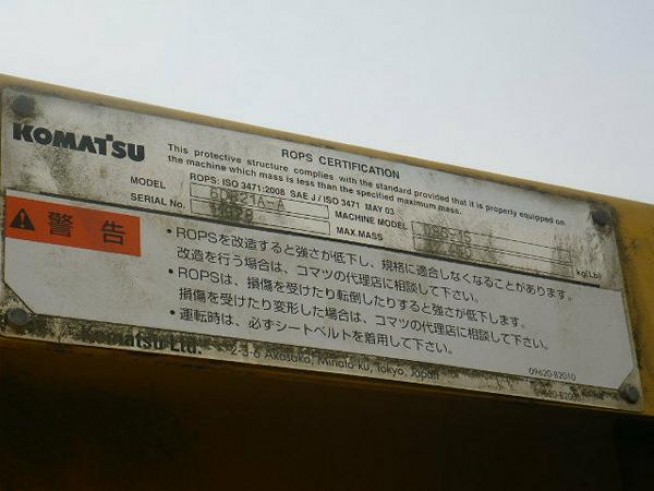 KOMATSU
ROPS CERTIFICATION
This protective structure complies with the standard provided that it is properly equipped on
the machine which mass is less than the specified maximum mass.
ROPS: ISO 3471:2008 SAE J / ISO 3471 MAY 03
MODEL
SERIAL No.
MACHINE MODEL
MAX.MASS
kg(Lb)
警告
・ROPSを改造すると強さが低下し、規格に適合しなくなることがあります。
改造を行う場合は、コマツの代理店に相談して下さい。
・ROPSは、損傷を受けたり転倒したりすると強さが低下します。
損傷を受けたり変形した場合は、コマツの代理店に相談して下さい。
・運転時は、必ずシートベルトを着用して下さい。
Komatsu Ltd. 2-3-6 Akasaka, Minato-ku, Tokyo, Japan
09620-B2010